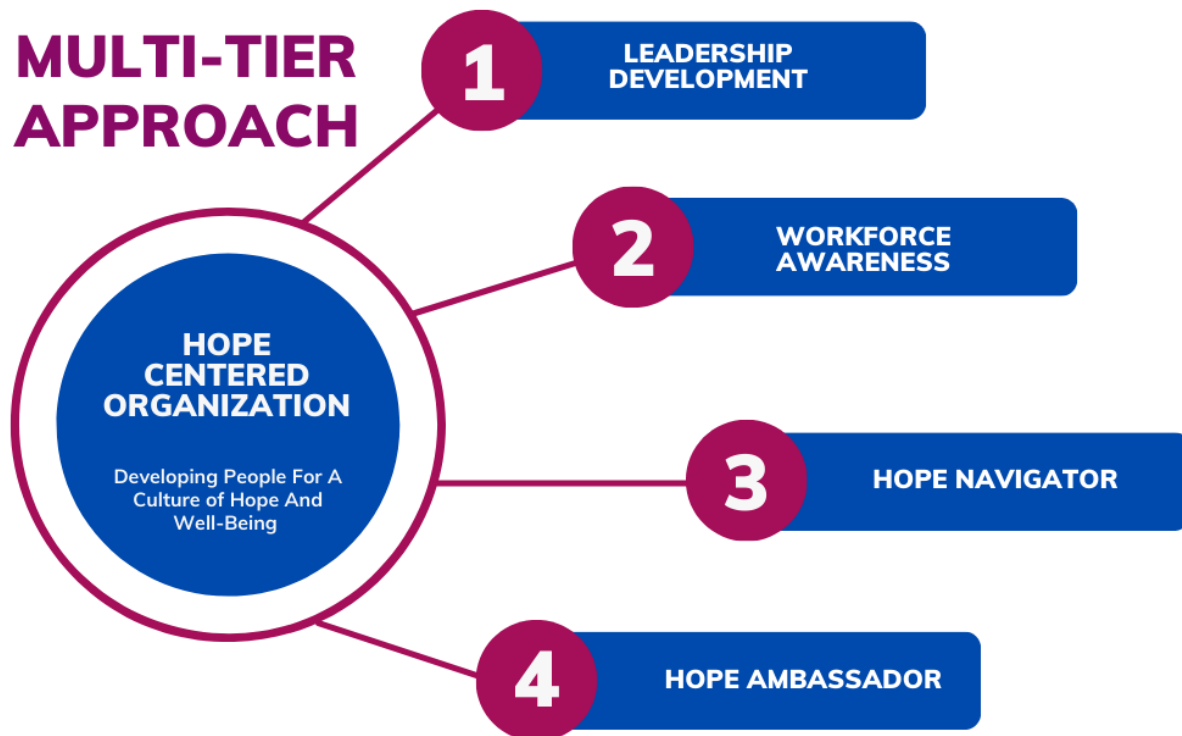 MULTI-TIER
APPROACH
1
LEADERSHIP
DEVELOPMENT
2
WORKFORCE
AWARENESS
HOPE
CENTERED
ORGANIZATION
Developing People For A
Culture of Hope And
Well-Being
3
HOPE NAVIGATOR
4
HOPE AMBASSADOR